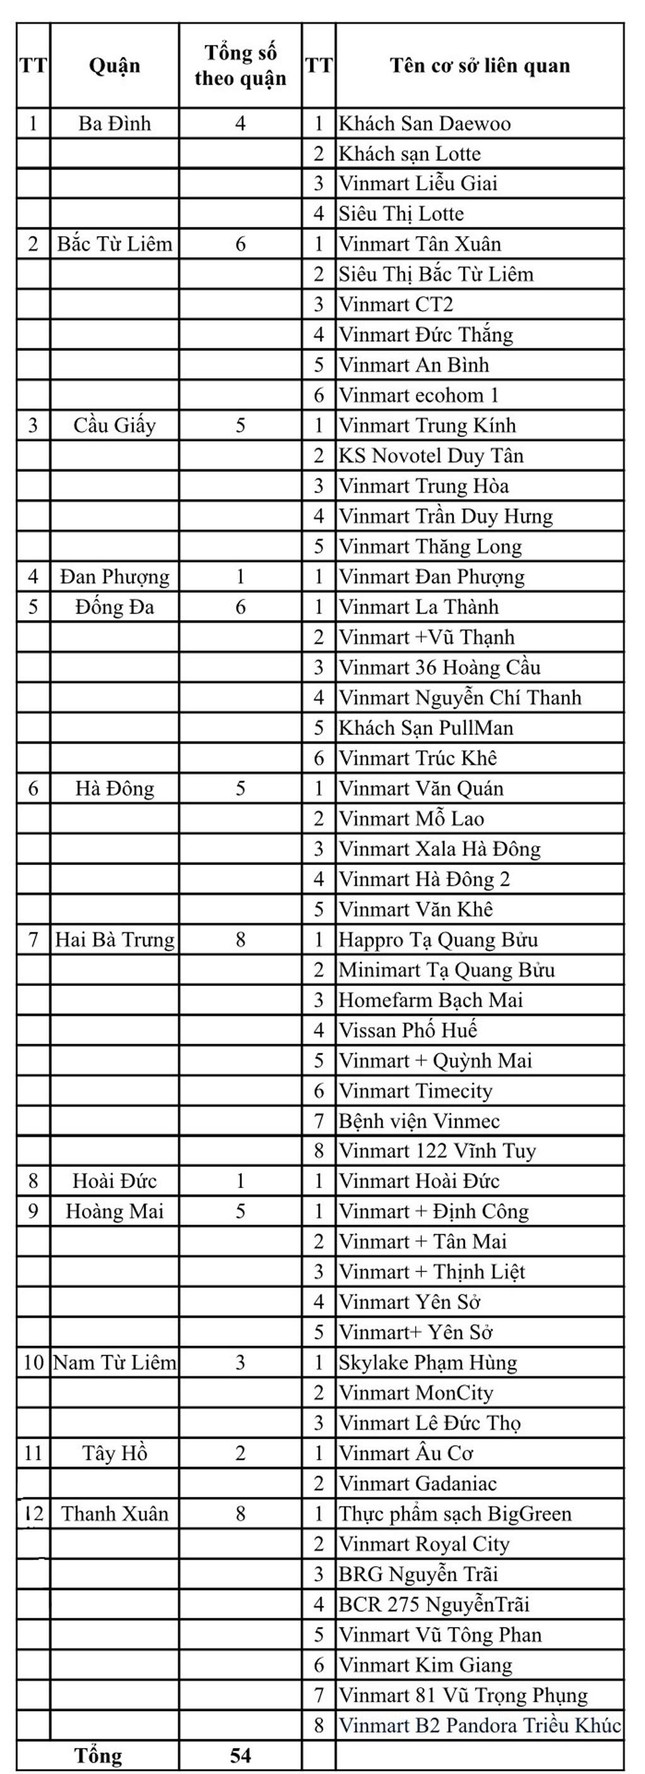 TT Quận Tổng số theo quận TT Tên cơ sở liên quan
1 Ba Đình 4 1 Khách San Daewoo
2 Khách sạn Lotte
3 Vinmart Liễu Giai
4 Siêu Thị Lotte
2 Bắc Từ Liêm 6 1 Vinmart Tân Xuân
2 Siêu Thị Bắc Từ Liêm
3 Vinmart CT2
4 Vinmart Đức Thắng
5 Vinmart An Bình
6 Vinmart ecohom 1
3 Cầu Giấy 5 1 Vinmart Trung Kính
2 KS Novotel Duy Tân
3 Vinmart Trung Hòa
4 Vinmart Trần Duy Hưng
5 Vinmart Thăng Long
4 Đan Phượng 1 1 Vinmart Đan Phượng
5 Đống Đa 6 1 Vinmart La Thành
2 Vinmart +Vũ Thạnh
3 Vinmart 36 Hoàng Cầu
4 Vinmart Nguyễn Chí Thanh
5 Khách Sạn PullMan
6 Vinmart Trúc Khê
6 Hà Đông 5 1 Vinmart Văn Quán
2 Vinmart Mỗ Lao
3 Vinmart Xala Hà Đông
4 Vinmart Hà Đông 2
5 Vinmart Văn Khê
7 Hai Bà Trưng 8 1 Happro Tạ Quang Bửu
2 Minimart Tạ Quang Bửu
3 Homefarm Bạch Mai
4 Vissan Phố Huế
5 Vinmart + Quỳnh Mai
6 Vinmart Timecity
7 Bệnh viện Vinmec
8 Vinmart 122 Vĩnh Tuy
8 Hoài Đức 1 1 Vinmart Hoài Đức
9 Hoàng Mai 5 1 Vinmart + Định Công
2 Vinmart + Tân Mai
3 Vinmart + Thịnh Liệt
4 Vinmart Yên Sở
5 Vinmart+ Yên Sở
10 Nam Từ Liêm 3 1 Skylake Phạm Hùng
2 Vinmart MonCity
3 Vinmart Lê Đức Thọ
11 Tây Hồ 2 1 Vinmart Âu Cơ
2 Vinmart Gadaniac
12 Thanh Xuân 8 1 Thực phẩm sạch BigGreen
2 Vinmart Royal City
3 BRG Nguyễn Trãi
4 BCR 275 NguyễnTrãi
5 Vinmart Vũ Tông Phan
6 Vinmart Kim Giang
7 Vinmart 81 Vũ Trọng Phụng
8 Vinmart B2 Pandora Triều Khúc
Tổng 54